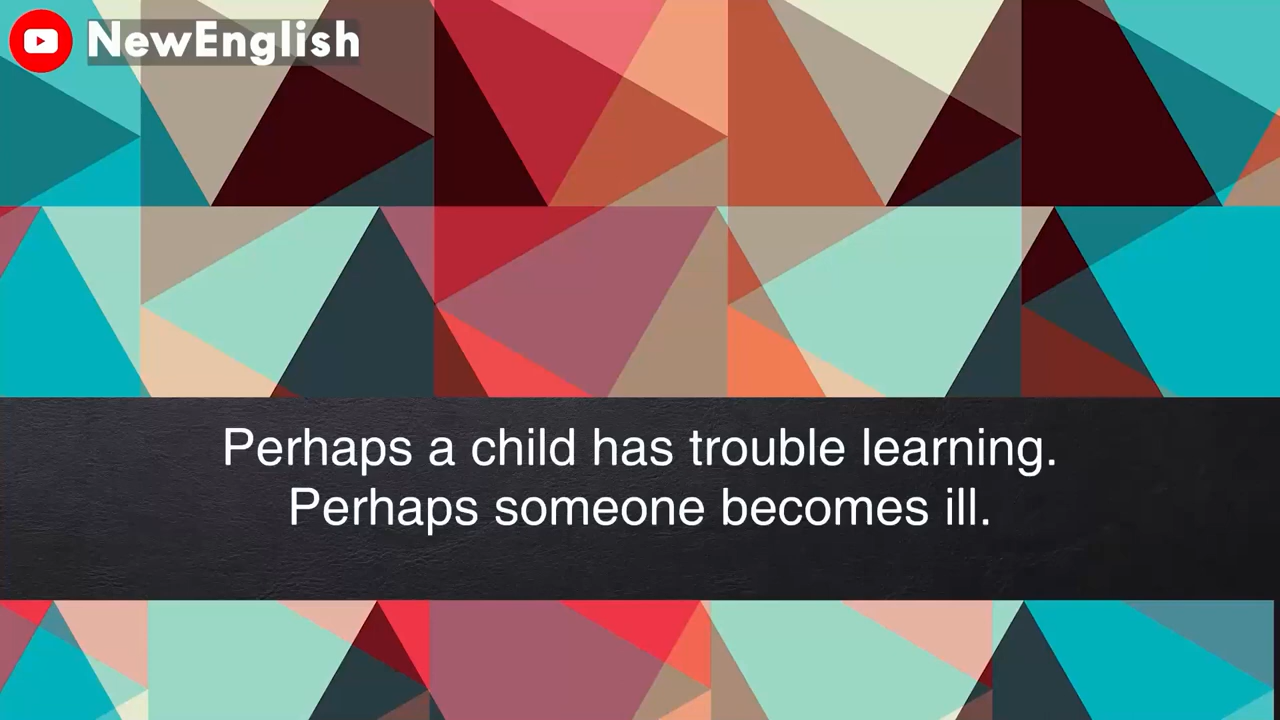 NewEnglish
Perhaps a child has trouble learning.
Perhaps someone becomes ill.